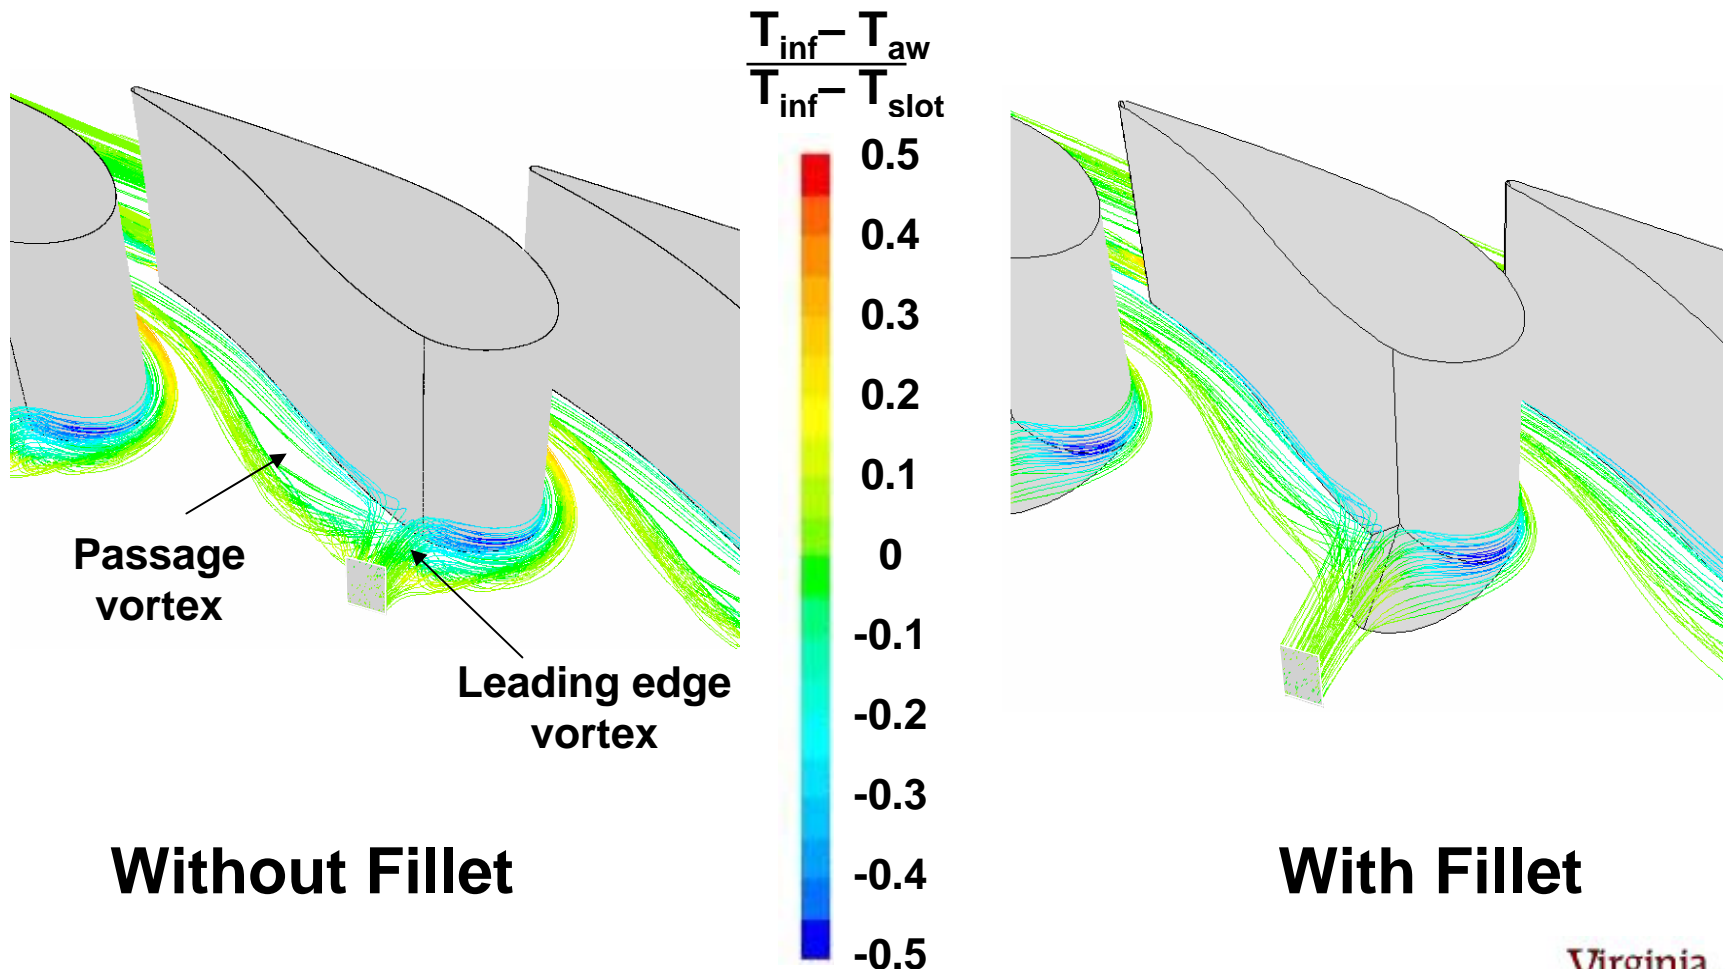 Tinf– Taw
Tinf– Tslot
0.5
0.4
0.3
0.2
0.1
0
-0.1
-0.2
-0.3
-0.4
-0.5
Passage
vortex
Leading edge
vortex
Without Fillet
With Fillet
Virginia